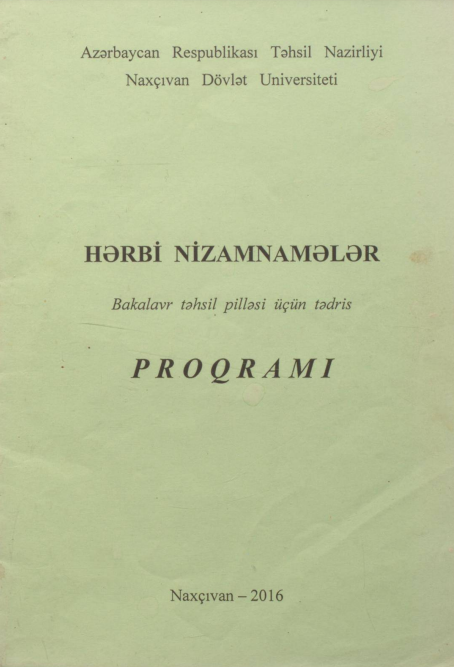 Azərbaycan Respublikası Təhsil Nazirliyi
Naxçıvan Dövlət Universiteti
HƏRBİ NİZAMNAMƏLƏR
Bakalavr təhsil pilləsi üçün tədris
PROQRAMI
Naxçıvan – 2016